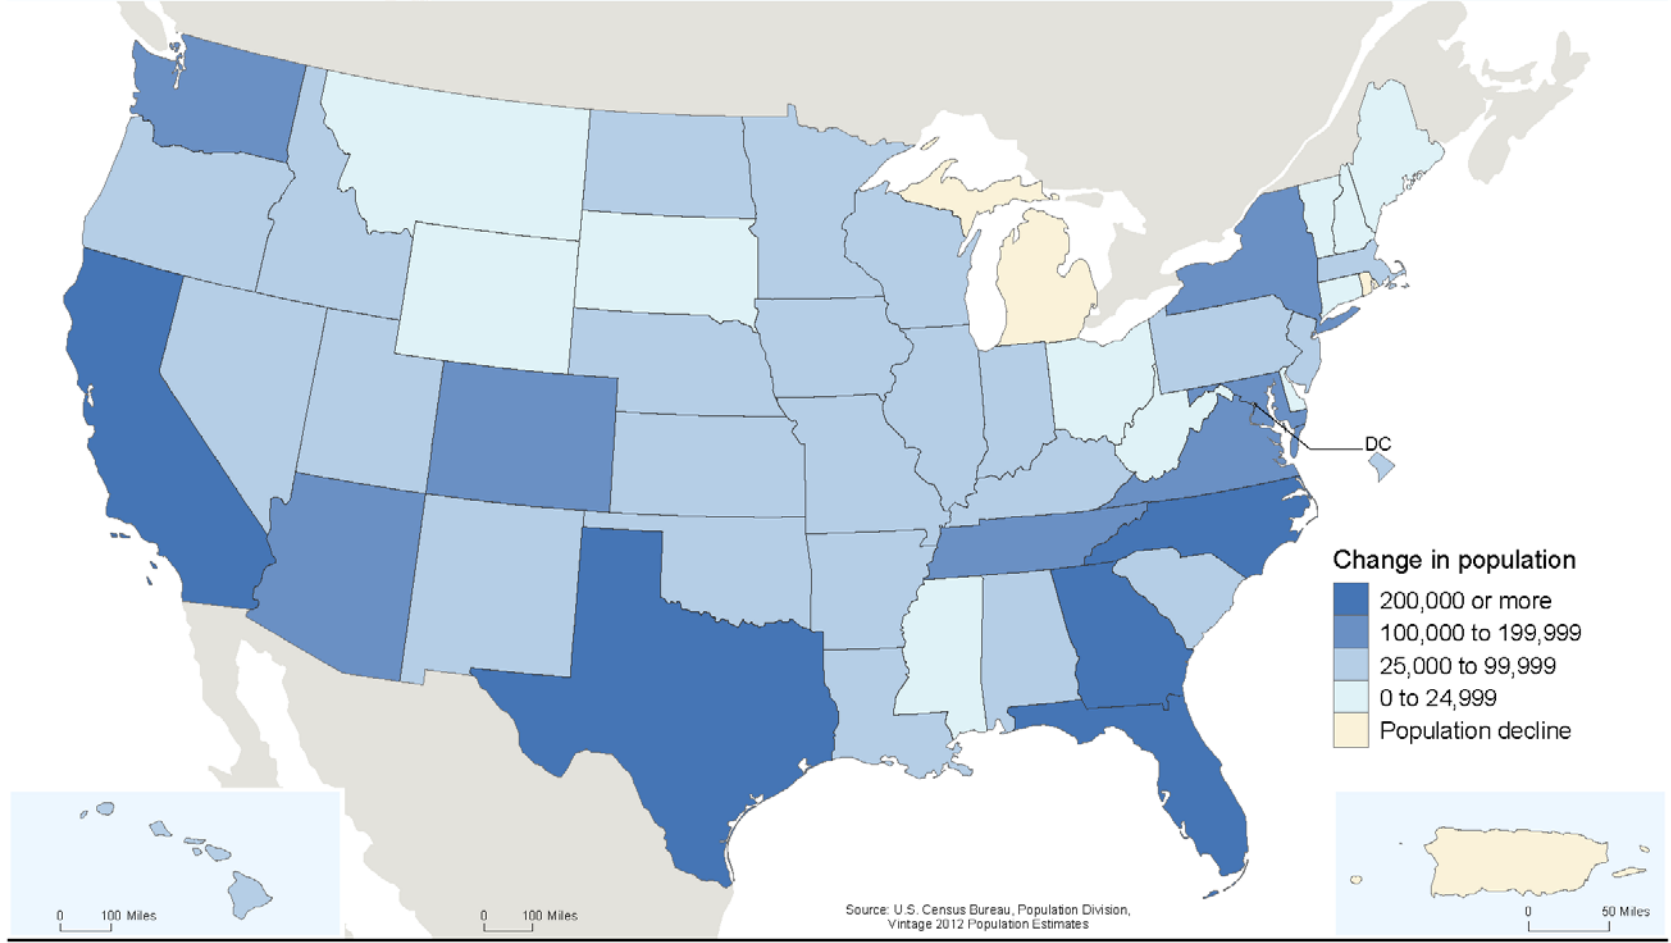 DC
Change in population
200,000 or more
100,000 to 199,999
25,000 to 99,999
0 to 24,999
Population decline
0 100 Miles
0 100 Miles
Source: U.S. Census Bureau, Population Division,
Vintage 2012 Population Estimates
0 50 Miles